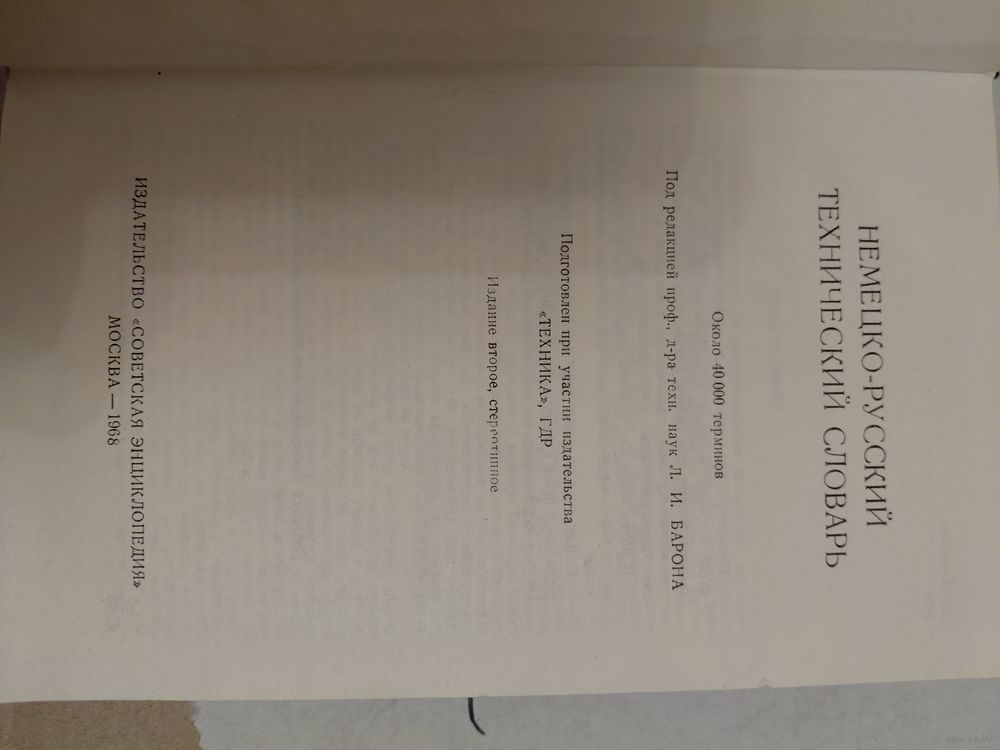 НЕМЕЦКО-РУССКИЙ
ТЕХНИЧЕСКИЙ СЛОВАРЬ
Около 40 000 терминов
Под редакцией проф., д-ра техн. наук Л. И. БАРОНА
Подготовлен при участии издательства
«ТЕХНИКА», ГДР
Издание второе, стереотипное
ИЗДАТЕЛЬСТВО «СОВЕТСКАЯ ЭНЦИКЛОПЕДИЯ»
МОСКВА — 1968